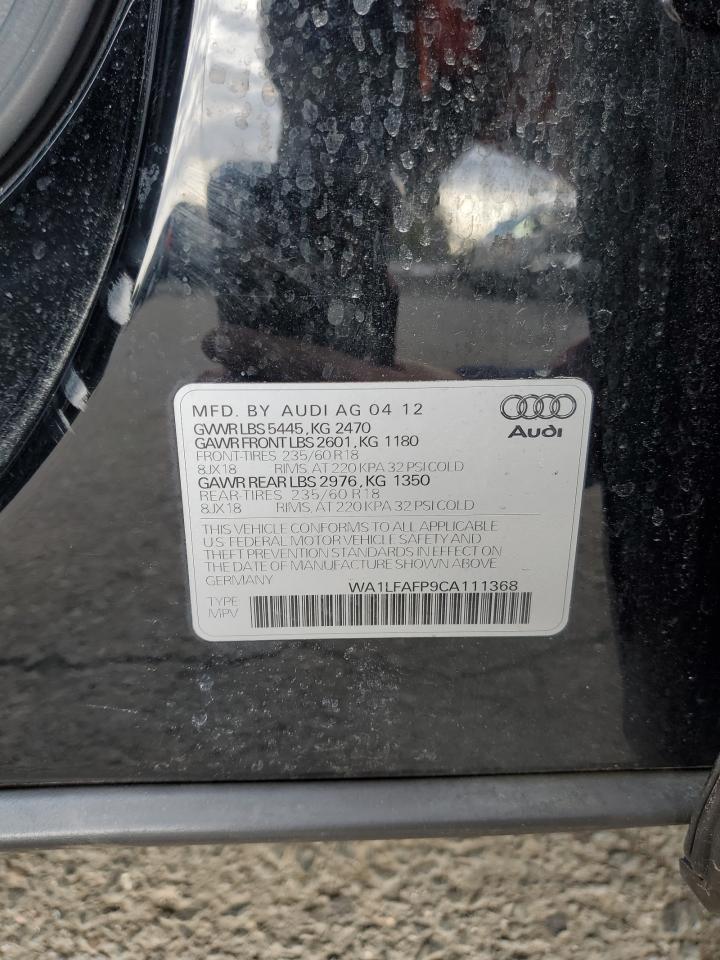 MFD. BY AUDI AG 04 12
GVWR LBS 5445, KG 2470
GAWR FRONT LBS 2601, KG 1180
FRONT-TIRES 235/60 R18
8JX18 RIMS, AT 220 KPA 32 PSI COLD
GAWR REAR LBS 2976, KG 1350
REAR-TIRES 235/60 R18
8JX18 RIMS, AT 220 KPA 32 PSI COLD
Audi
THIS VEHICLE CONFORMS TO ALL APPLICABLE
U.S. FEDERAL MOTOR VEHICLE SAFETY AND
THEFT PREVENTION STANDARDS IN EFFECT ON
THE DATE OF MANUFACTURE SHOWN ABOVE
GERMANY WA1LFAFP9CA111368
TYPE
MPV